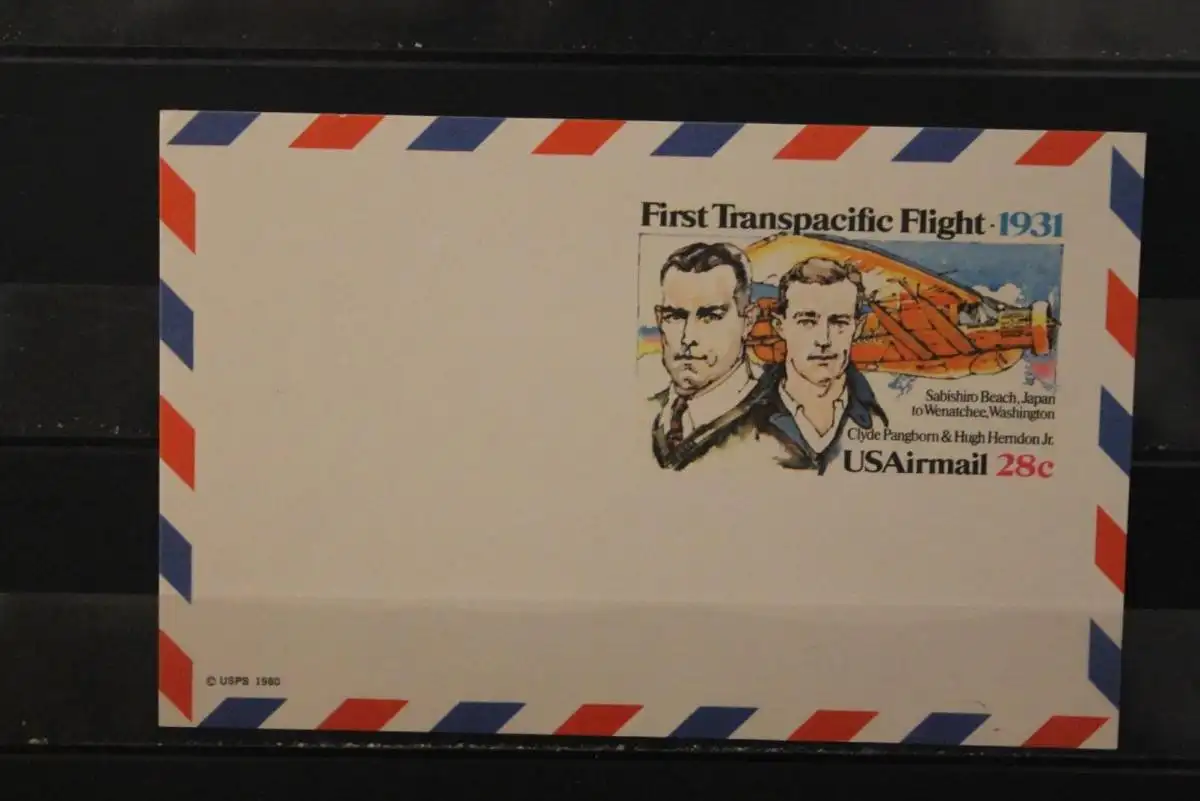 First Transpacific Flight · 1931
Sabishiro Beach, Japan
to Wenatchee, Washington
Clyde Pangborn & Hugh Herndon Jr.
USAirmail 28c
© USPS 1980